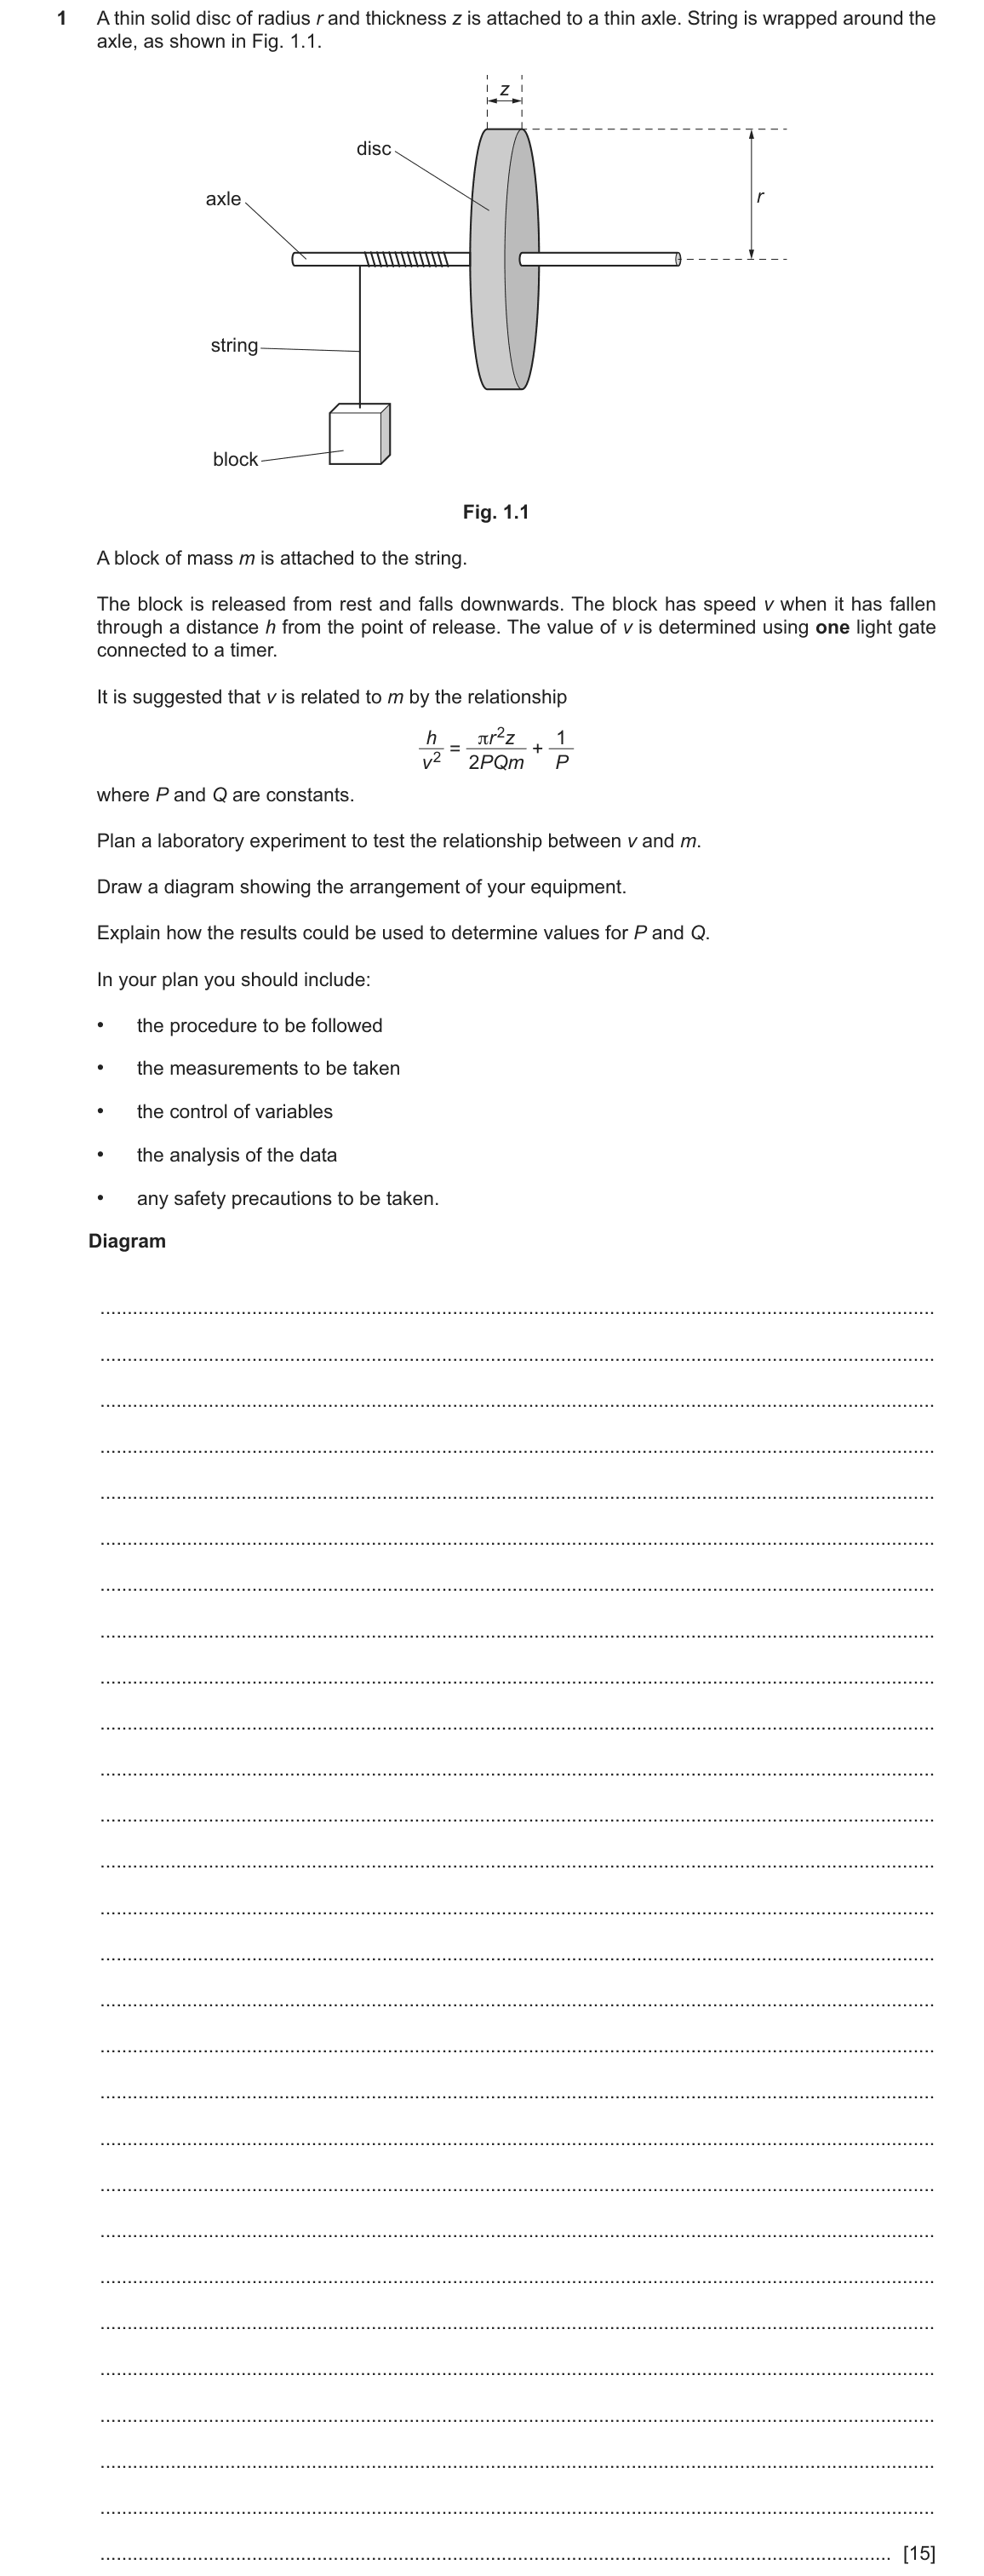 1 A thin solid disc of radius r and thickness z is attached to a thin axle. String is wrapped around the
axle, as shown in Fig. 1.1.
z
disc
axle
r
string
block
Fig. 1.1
A block of mass m is attached to the string.
The block is released from rest and falls downwards. The block has speed v when it has fallen
through a distance h from the point of release. The value of v is determined using one light gate
connected to a timer.
It is suggested that v is related to m by the relationship
h/v² = πr²z/2PQm + 1/P
where P and Q are constants.
Plan a laboratory experiment to test the relationship between v and m.
Draw a diagram showing the arrangement of your equipment.
Explain how the results could be used to determine values for P and Q.
In your plan you should include:
• the procedure to be followed
• the measurements to be taken
• the control of variables
• the analysis of the data
• any safety precautions to be taken.
Diagram
[15]